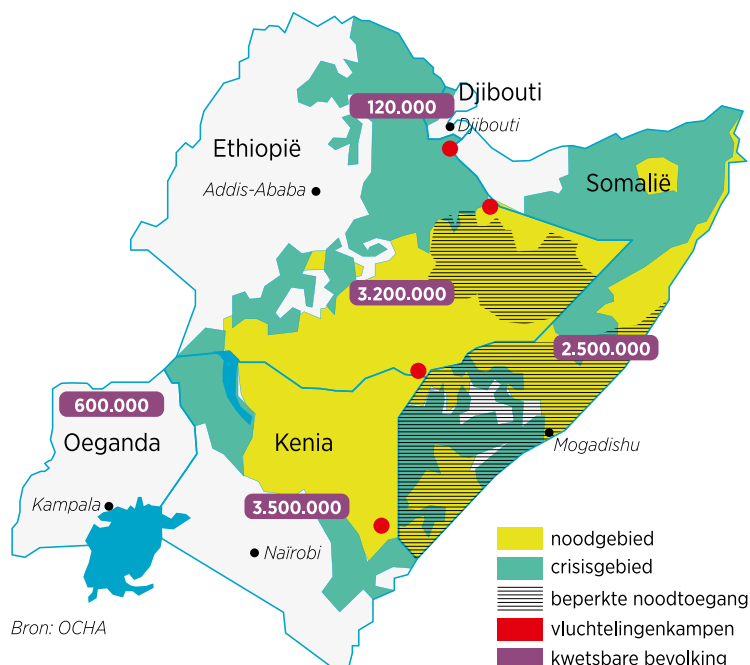 Djibouti
120.000
Djibouti
Ethiopië
Addis-Ababa
Somalië
3.200.000
2.500.000
600.000
Oeganda
Kenia
Mogadishu
Kampala
3.500.000
Naïrobi
noodgebied
crisisgebied
beperkte noodtoegang
vluchtelingenkampen
kwetsbare bevolking
Bron: OCHA